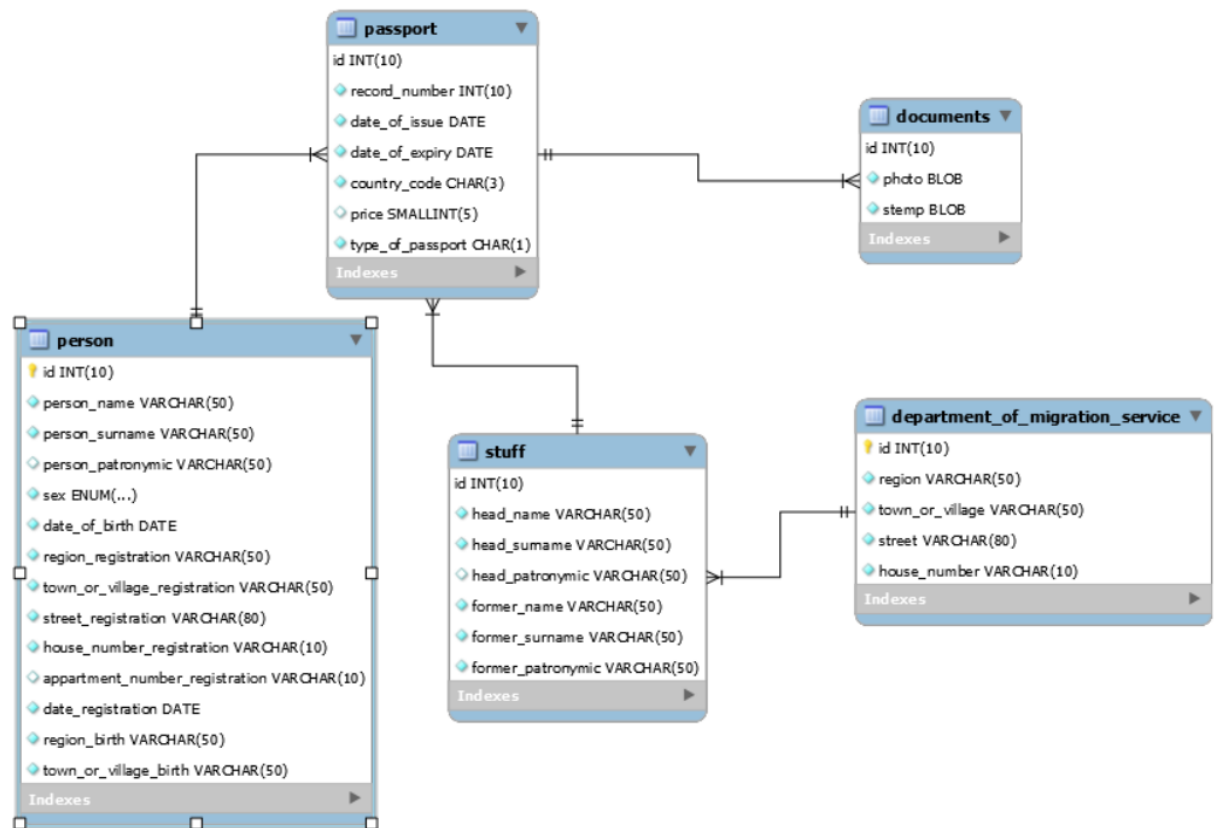 passport
id INT(10)
record_number INT(10)
date_of_issue DATE
date_of_expiry DATE
country_code CHAR(3)
price SMALLINT(5)
type_of_passport CHAR(1)
Indexes
documents
id INT(10)
photo BLOB
stemp BLOB
Indexes
person
id INT(10)
person_name VARCHAR(50)
person_surname VARCHAR(50)
person_patronymic VARCHAR(50)
sex ENUM(...)
date_of_birth DATE
region_registration VARCHAR(50)
town_or_village_registration VARCHAR(50)
street_registration VARCHAR(80)
house_number_registration VARCHAR(10)
appartment_number_registration VARCHAR(10)
date_registration DATE
region_birth VARCHAR(50)
town_or_village_birth VARCHAR(50)
Indexes
stuff
id INT(10)
head_name VARCHAR(50)
head_surname VARCHAR(50)
head_patronymic VARCHAR(50)
former_name VARCHAR(50)
former_surname VARCHAR(50)
former_patronymic VARCHAR(50)
Indexes
department_of_migration_service
id INT(10)
region VARCHAR(50)
town_or_village VARCHAR(50)
street VARCHAR(80)
house_number VARCHAR(10)
Indexes